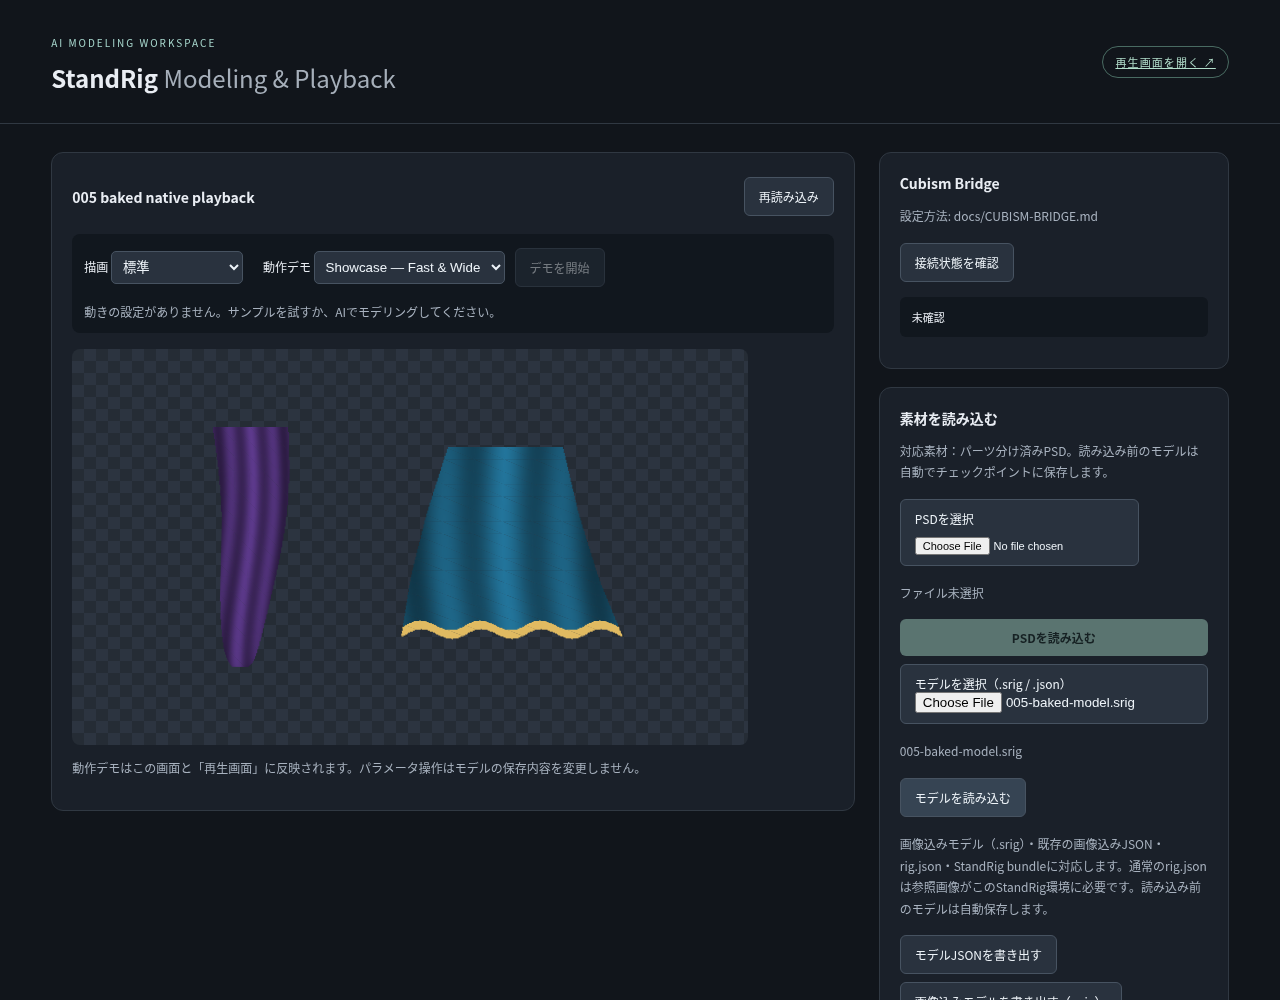 AI MODELING WORKSPACE
StandRig Modeling & Playback
再生画面を開く ↗
005 baked native playback
再読み込み
描画 標準 動作デモ Showcase — Fast & Wide デモを開始
動きの設定がありません。サンプルを試すか、AIでモデリングしてください。
動作デモはこの画面と「再生画面」に反映されます。パラメータ操作はモデルの保存内容を変更しません。
Cubism Bridge
設定方法: docs/CUBISM-BRIDGE.md
接続状態を確認
未確認
素材を読み込む
対応素材：パーツ分け済みPSD。読み込み前のモデルは
自動でチェックポイントに保存します。
PSDを選択
Choose File No file chosen
ファイル未選択
PSDを読み込む
モデルを選択（.srig / .json）
Choose File 005-baked-model.srig
005-baked-model.srig
モデルを読み込む
画像込みモデル（.srig）・既存の画像込みJSON・
rig.json・StandRig bundleに対応します。通常のrig.json
は参照画像がこのStandRig環境に必要です。読み込み前
のモデルは自動保存します。
モデルJSONを書き出す